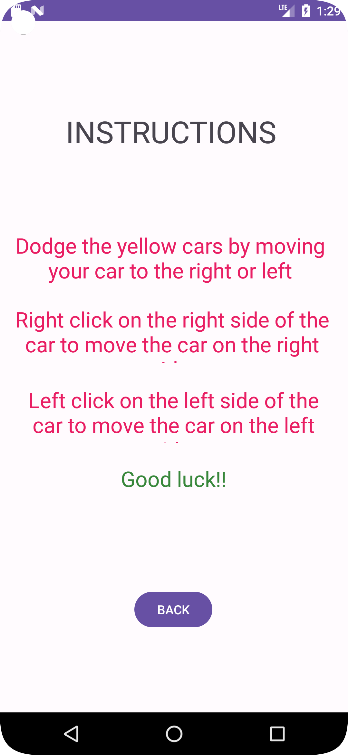 LTE 1:29
INSTRUCTIONS
Dodge the yellow cars by moving
your car to the right or left
Right click on the right side of the
car to move the car on the right
Left click on the left side of the
car to move the car on the left
Good luck!!
BACK